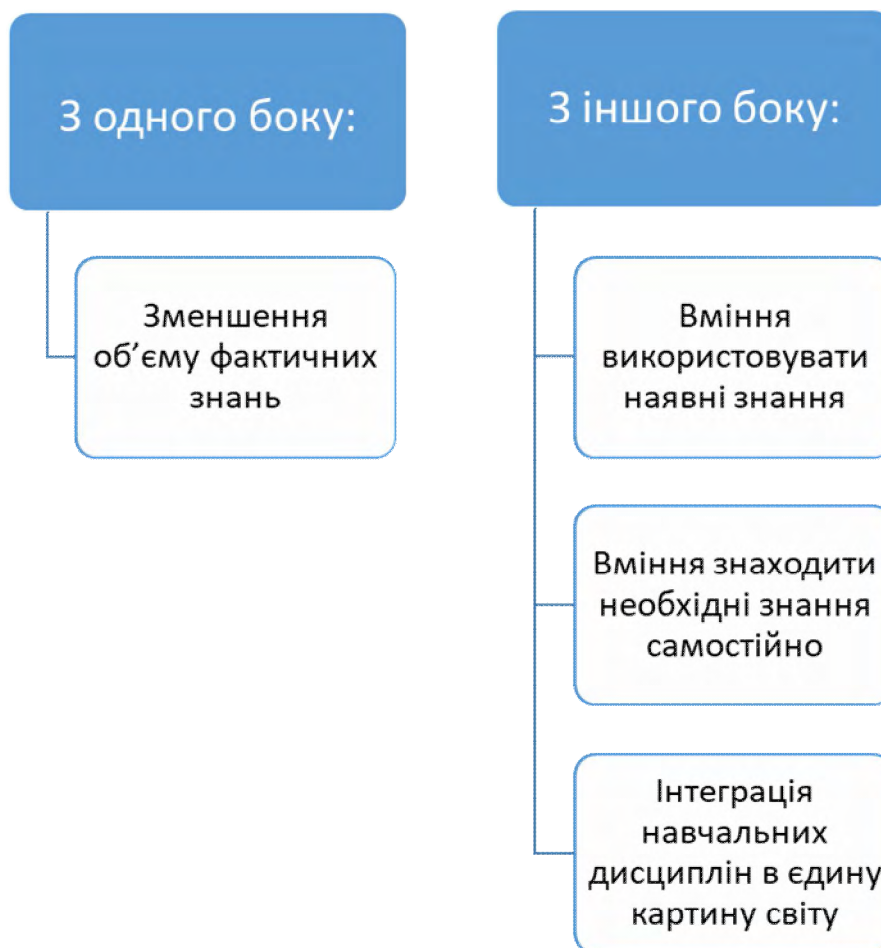 З одного боку:
Зменшення
об’єму фактичних
знань
З іншого боку:
Вміння
використовувати
наявні знання
Вміння знаходити
необхідні знання
самостійно
Інтеграція
навчальних
дисциплін в єдину
картину світу